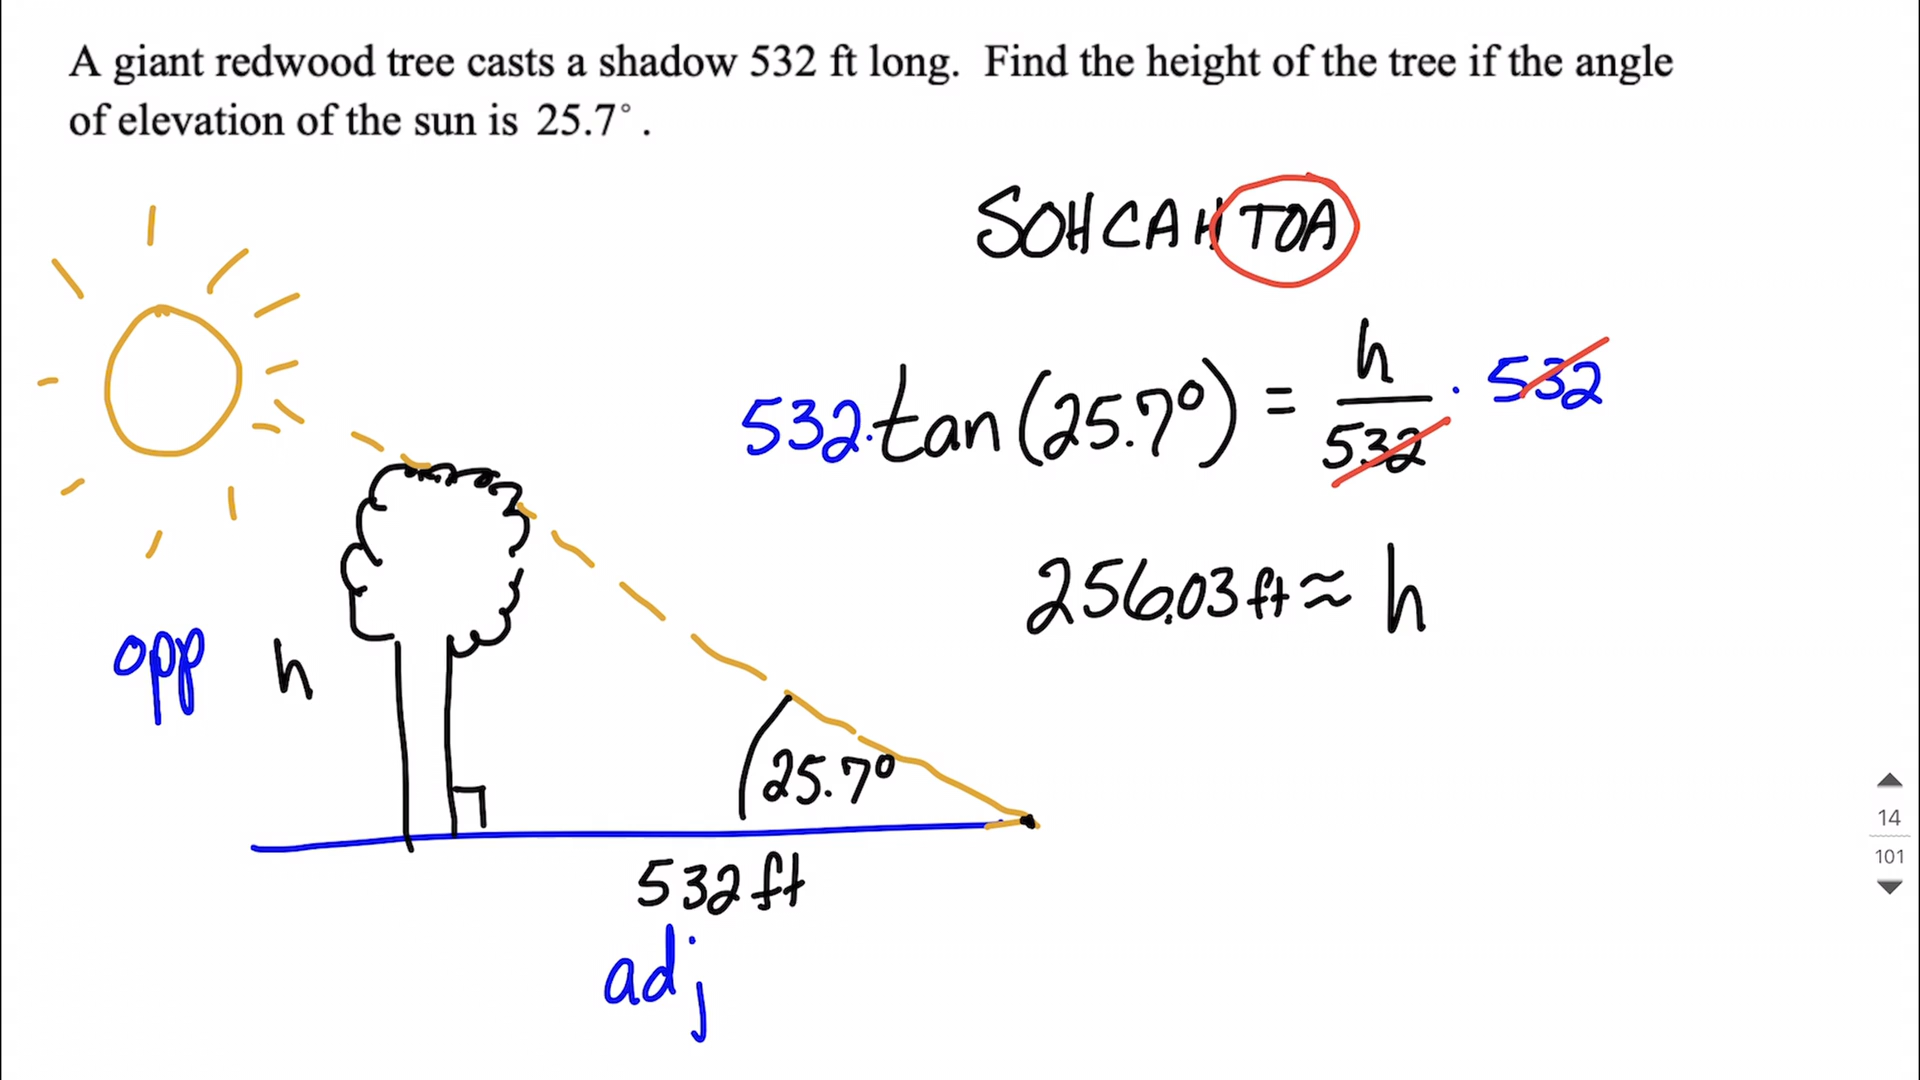 A giant redwood tree casts a shadow 532 ft long. Find the height of the tree if the angle
of elevation of the sun is 25.7°.
SOHCAHTOA
532·tan(25.7°) = h/532 · 532
256.03 ft ≈ h
opp h
25.7°
532 ft
adj
14
101